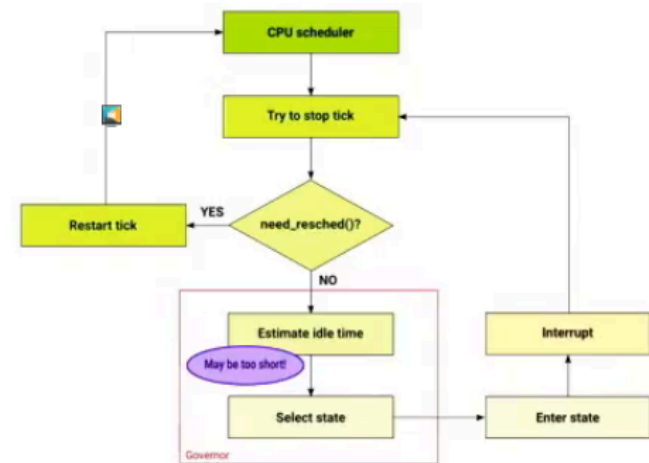 CPU scheduler
Try to stop tick
YES
Restart tick
need_resched()?
NO
Estimate idle time
Interrupt
May be too short!
Select state
Enter state
Governor